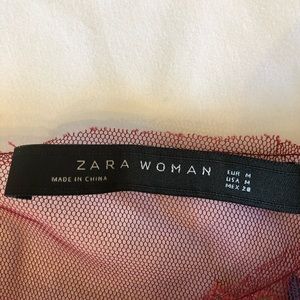 ZARA WOMAN
MADE IN CHINA
EUR M
USA M
MEX 28